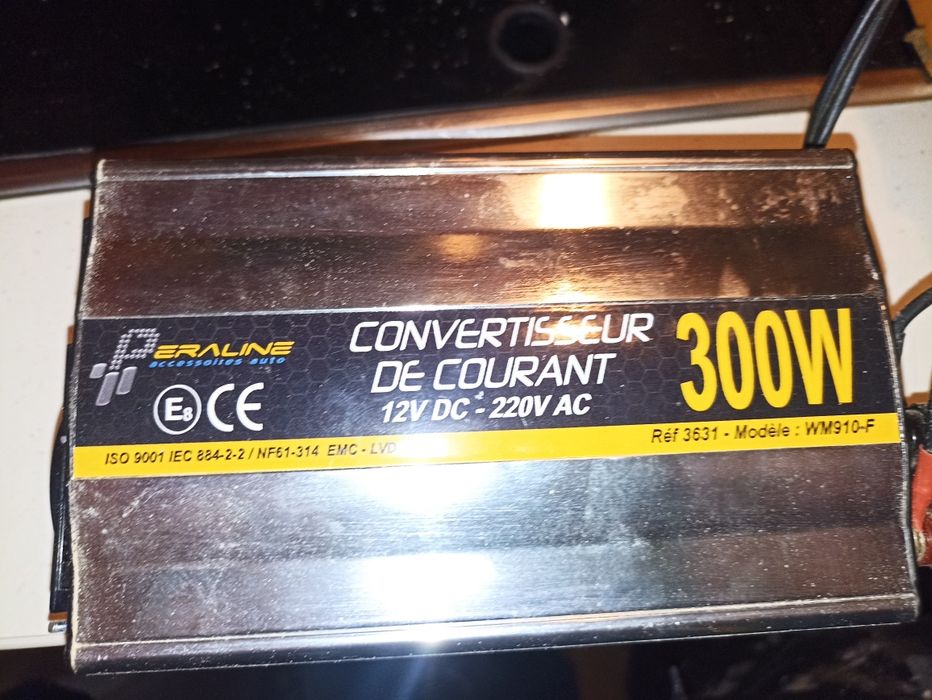 PERALINE
accessoires auto
E8 CE
CONVERTISSEUR
DE COURANT
12V DC - 220V AC
300W
ISO 9001 IEC 884-2-2 / NF61-314 EMC - LVD
Réf 3631 - Modèle : WM910-F